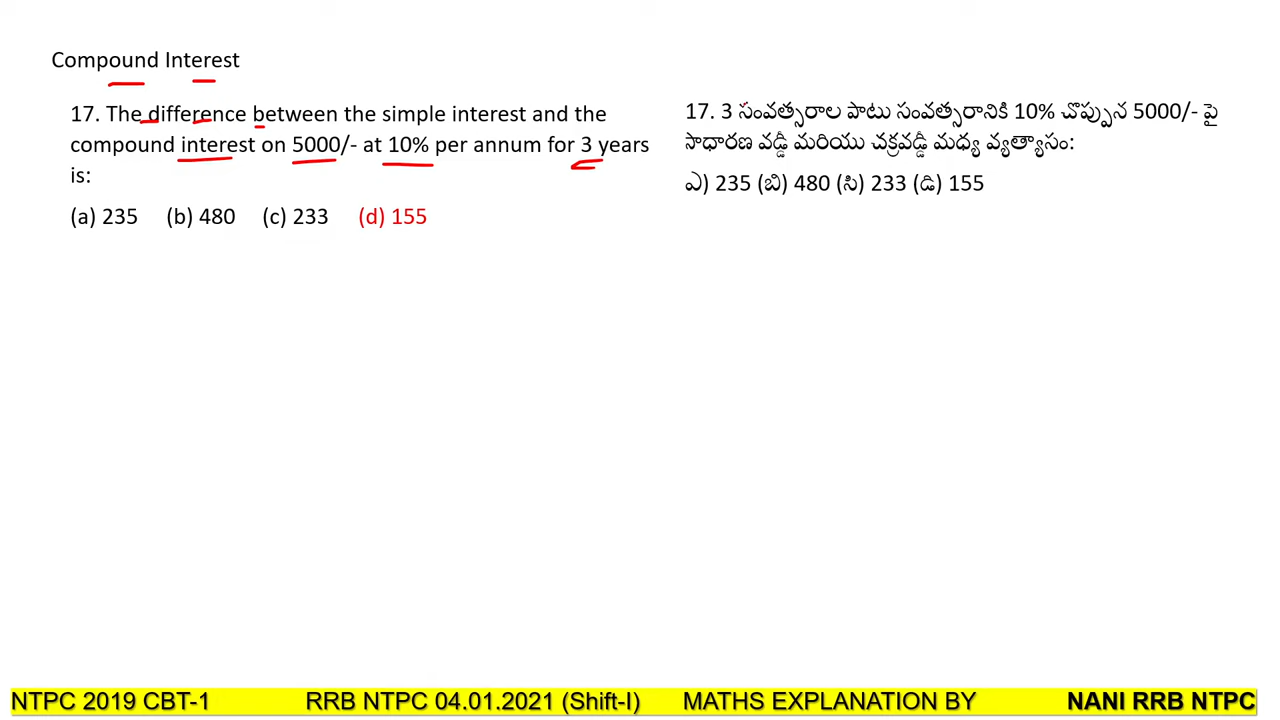 Compound Interest
17. The difference between the simple interest and the
compound interest on 5000/- at 10% per annum for 3 years
is:
(a) 235 (b) 480 (c) 233 (d) 155
17. 3 సంవత్సరాల పాటు సంవత్సరానికి 10% చొప్పున 5000/- పై
సాధారణ వడ్డీ మరియు చక్రవడ్డీ మధ్య వ్యత్యాసం:
ఎ) 235 (బి) 480 (సి) 233 (డి) 155
NTPC 2019 CBT-1 RRB NTPC 04.01.2021 (Shift-I) MATHS EXPLANATION BY NANI RRB NTPC